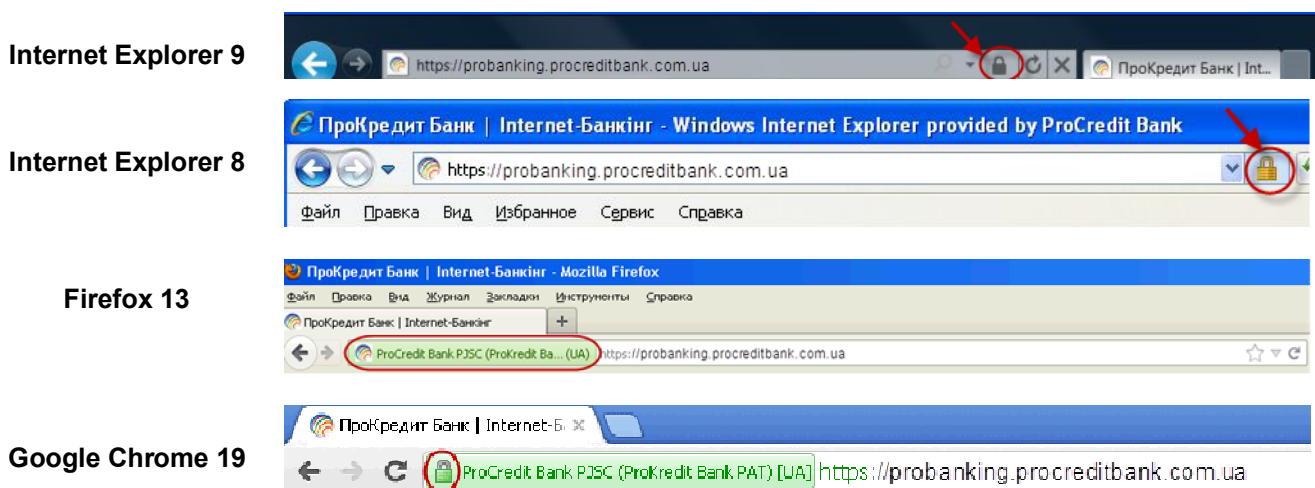 Internet Explorer 9
https://probanking.procreditbank.com.ua
ПроКредит Банк | Int...
Internet Explorer 8
ПроКредит Банк | Internet-Банкінг - Windows Internet Explorer provided by ProCredit Bank
https://probanking.procreditbank.com.ua
Файл Правка Вид Избранное Сервис Справка
Firefox 13
ПроКредит Банк | Internet-Банкінг - Mozilla Firefox
Файл Правка Вид Журнал Закладки Инструменты Справка
ПроКредит Банк | Internet-Банкінг
ProCredit Bank PJSC (ProKredit Ba... (UA) https://probanking.procreditbank.com.ua
Google Chrome 19
ПроКредит Банк | Internet-Б
ProCredit Bank PJSC (ProKredit Bank PAT) [UA] https://probanking.procreditbank.com.ua